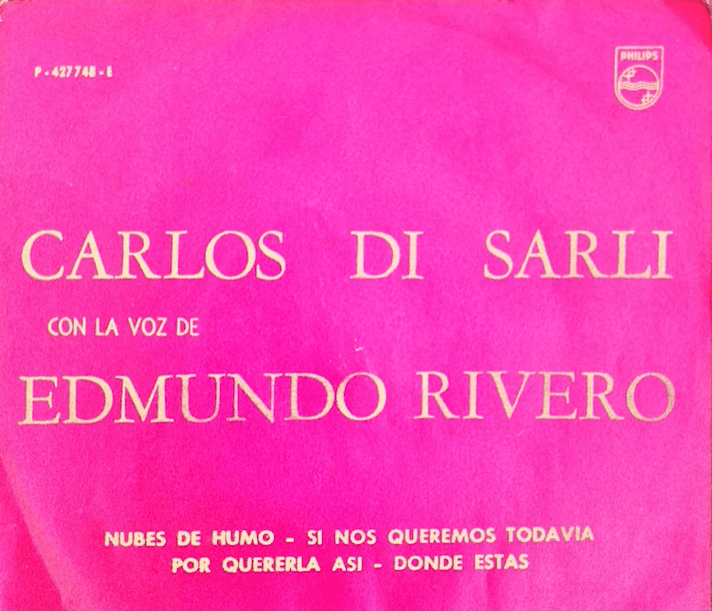 P-427748-E
PHILIPS
CARLOS DI SARLI
CON LA VOZ DE
EDMUNDO RIVERO
NUBES DE HUMO - SI NOS QUEREMOS TODAVIA
POR QUERERLA ASI - DONDE ESTAS